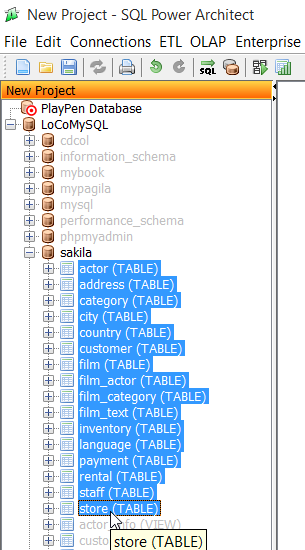 New Project - SQL Power Architect
File Edit Connections ETL OLAP Enterprise
SQL
New Project
PlayPen Database
LoCoMySQL
cdcol
information_schema
mybook
mypagila
mysql
performance_schema
phpmyadmin
sakila
actor (TABLE)
address (TABLE)
category (TABLE)
city (TABLE)
country (TABLE)
customer (TABLE)
film (TABLE)
film_actor (TABLE)
film_category (TABLE)
film_text (TABLE)
inventory (TABLE)
language (TABLE)
payment (TABLE)
rental (TABLE)
staff (TABLE)
store (TABLE)
(VIEW)
store (TABLE)